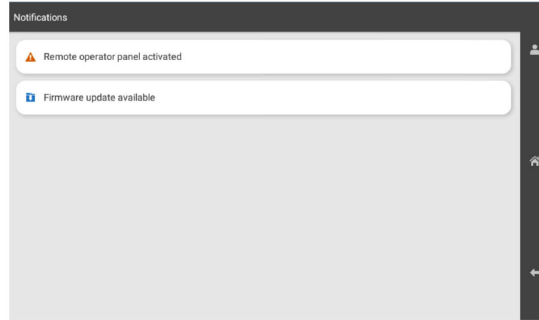 Notifications
Remote operator panel activated
Firmware update available